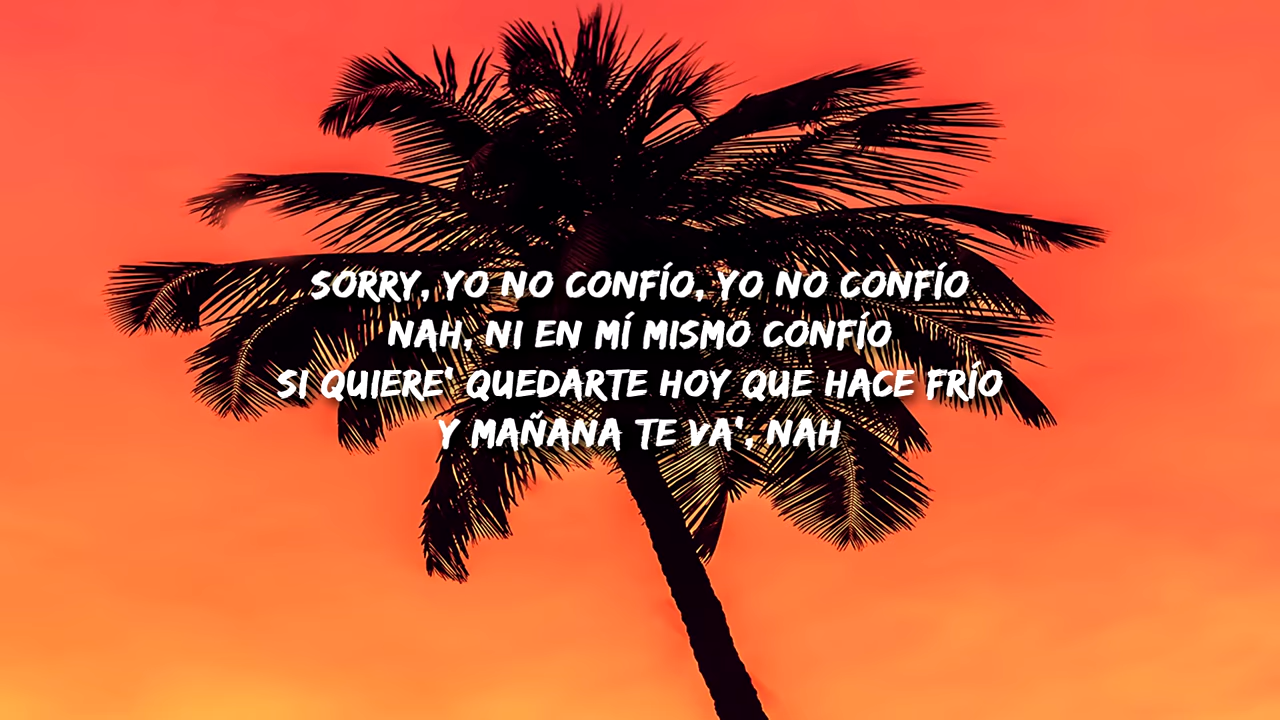 SORRY, YO NO CONFÍO, YO NO CONFÍO
NAH, NI EN MÍ MISMO CONFÍO
SI QUIERE' QUEDARTE HOY QUE HACE FRÍO
Y MAÑANA TE VA', NAH